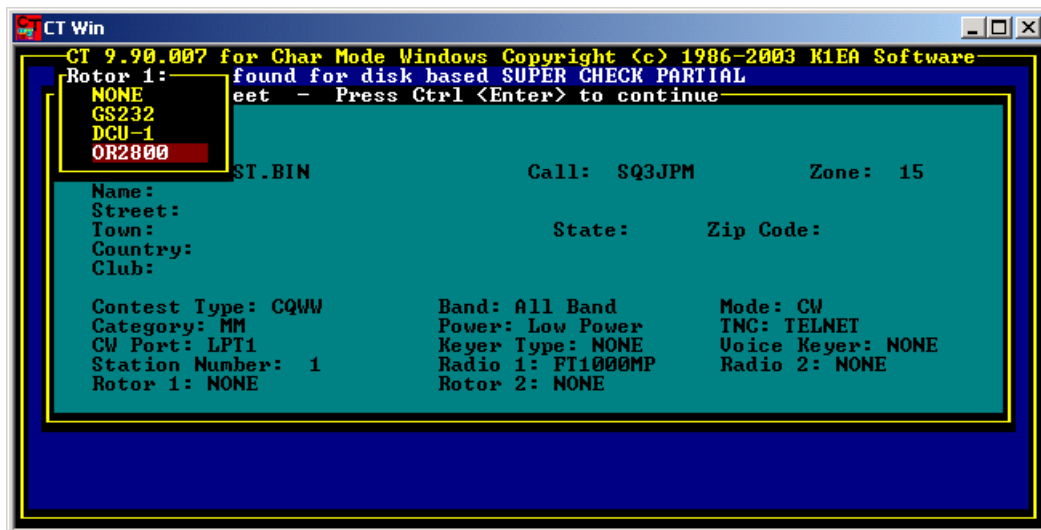 CT Win
CT 9.90.007 for Char Mode Windows Copyright (c) 1986-2003 K1EA Software
Rotor 1: found for disk based SUPER CHECK PARTIAL
NONE eet - Press Ctrl <Enter> to continue
GS232
DCU-1
OR2800
ST.BIN Call: SQ3JPM Zone: 15
Name:
Street:
Town: State: Zip Code:
Country:
Club:
Contest Type: CQWW Band: All Band Mode: CW
Category: MM Power: Low Power TNC: TELNET
CW Port: LPT1 Keyer Type: NONE Voice Keyer: NONE
Station Number: 1 Radio 1: FT1000MP Radio 2: NONE
Rotor 1: NONE Rotor 2: NONE